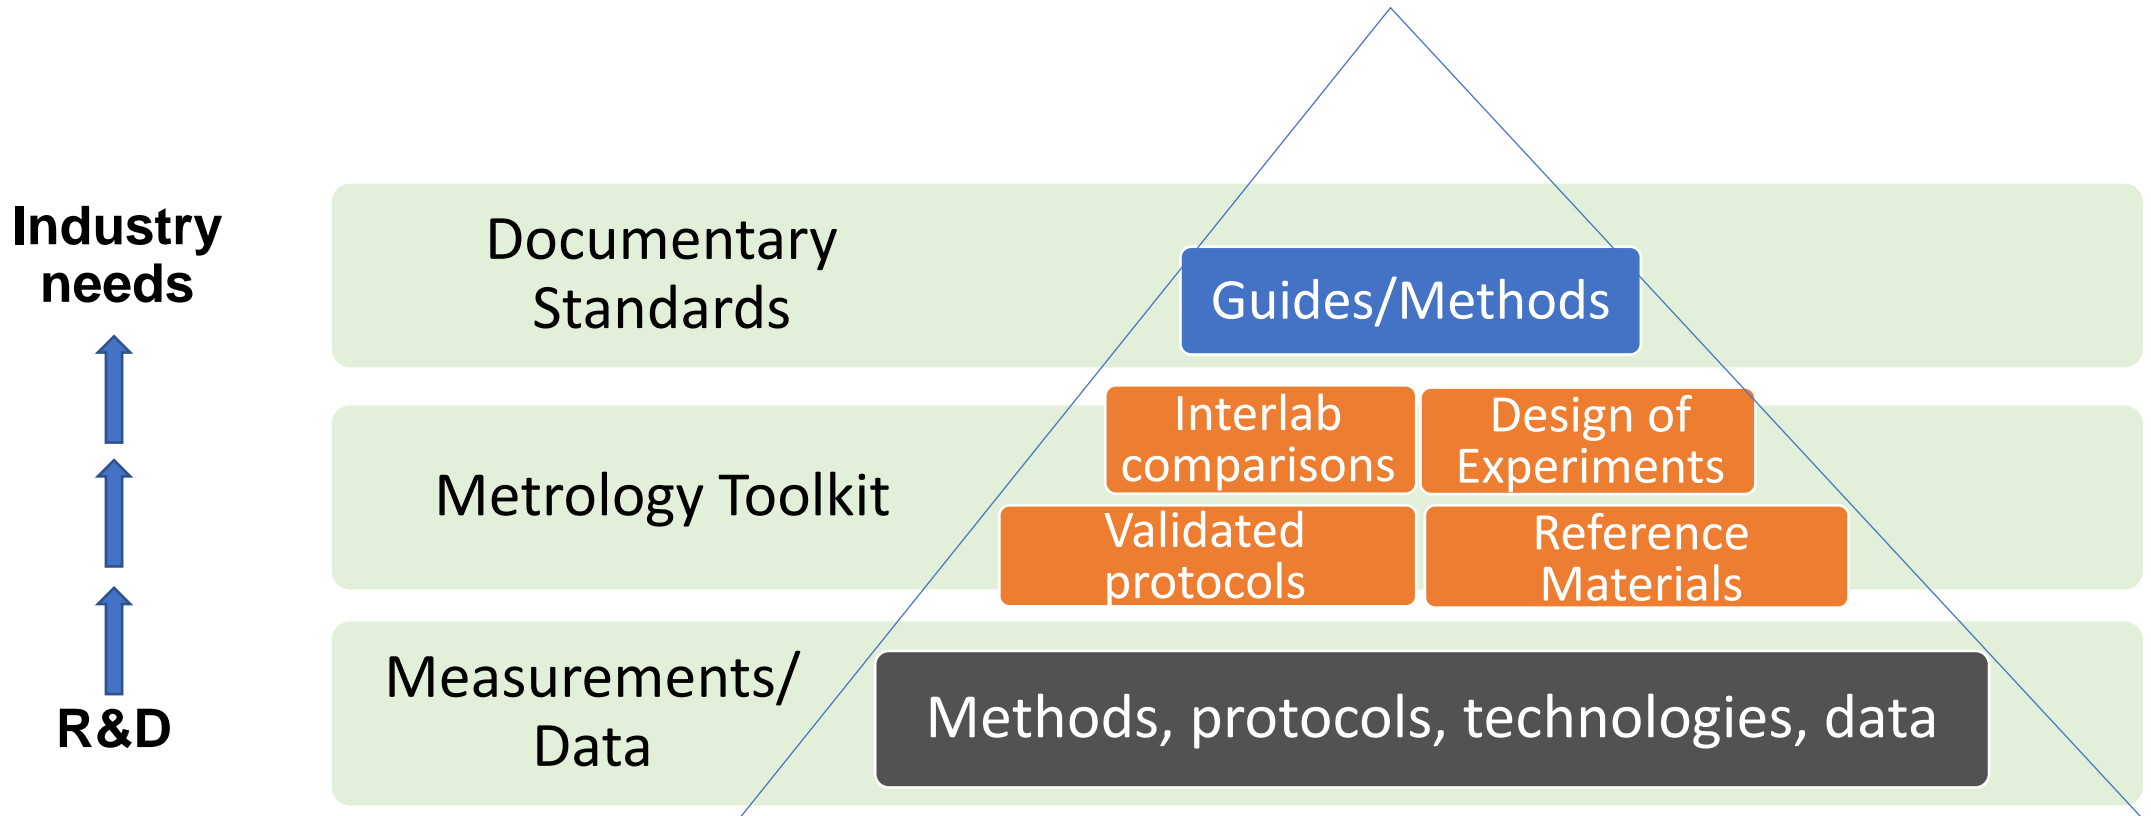 Industry
needs
R&D
Documentary
Standards
Guides/Methods
Metrology Toolkit
Interlab
comparisons
Design of
Experiments
Validated
protocols
Reference
Materials
Measurements/
Data
Methods, protocols, technologies, data